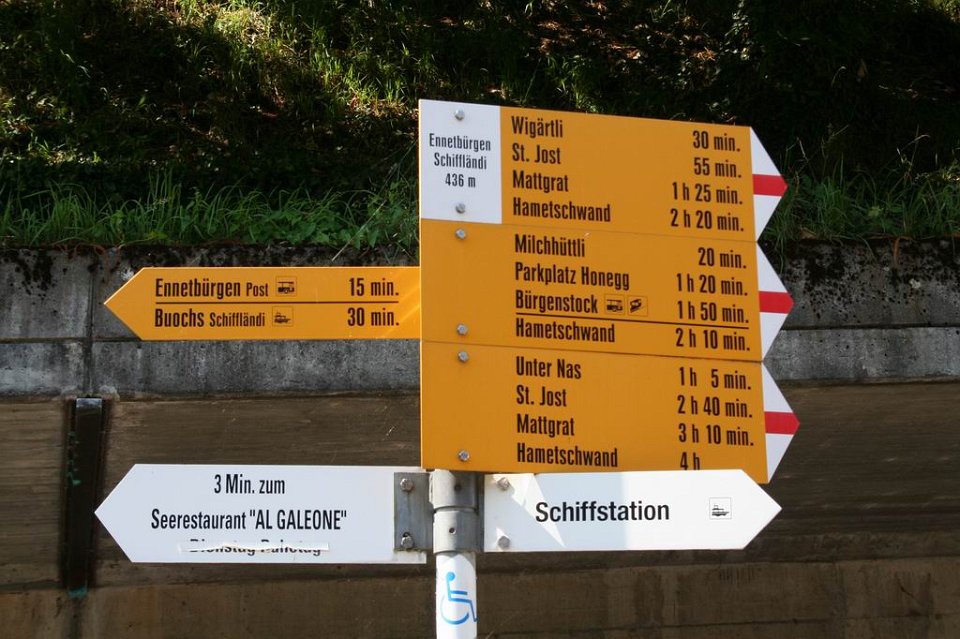 Ennetbürgen
Schiffländi
436 m
Wigärtli 30 min.
St. Jost 55 min.
Mattgrat 1 h 25 min.
Hametschwand 2 h 20 min.
Milchhüttli 20 min.
Parkplatz Honegg 1 h 20 min.
Bürgenstock 1 h 50 min.
Hametschwand 2 h 10 min.
Unter Nas 1 h 5 min.
St. Jost 2 h 40 min.
Mattgrat 3 h 10 min.
Hametschwand 4 h
Ennetbürgen Post 15 min.
Buochs Schiffländi 30 min.
3 Min. zum
Seerestaurant "AL GALEONE"
Dienstag Ruhetag
Schiffstation